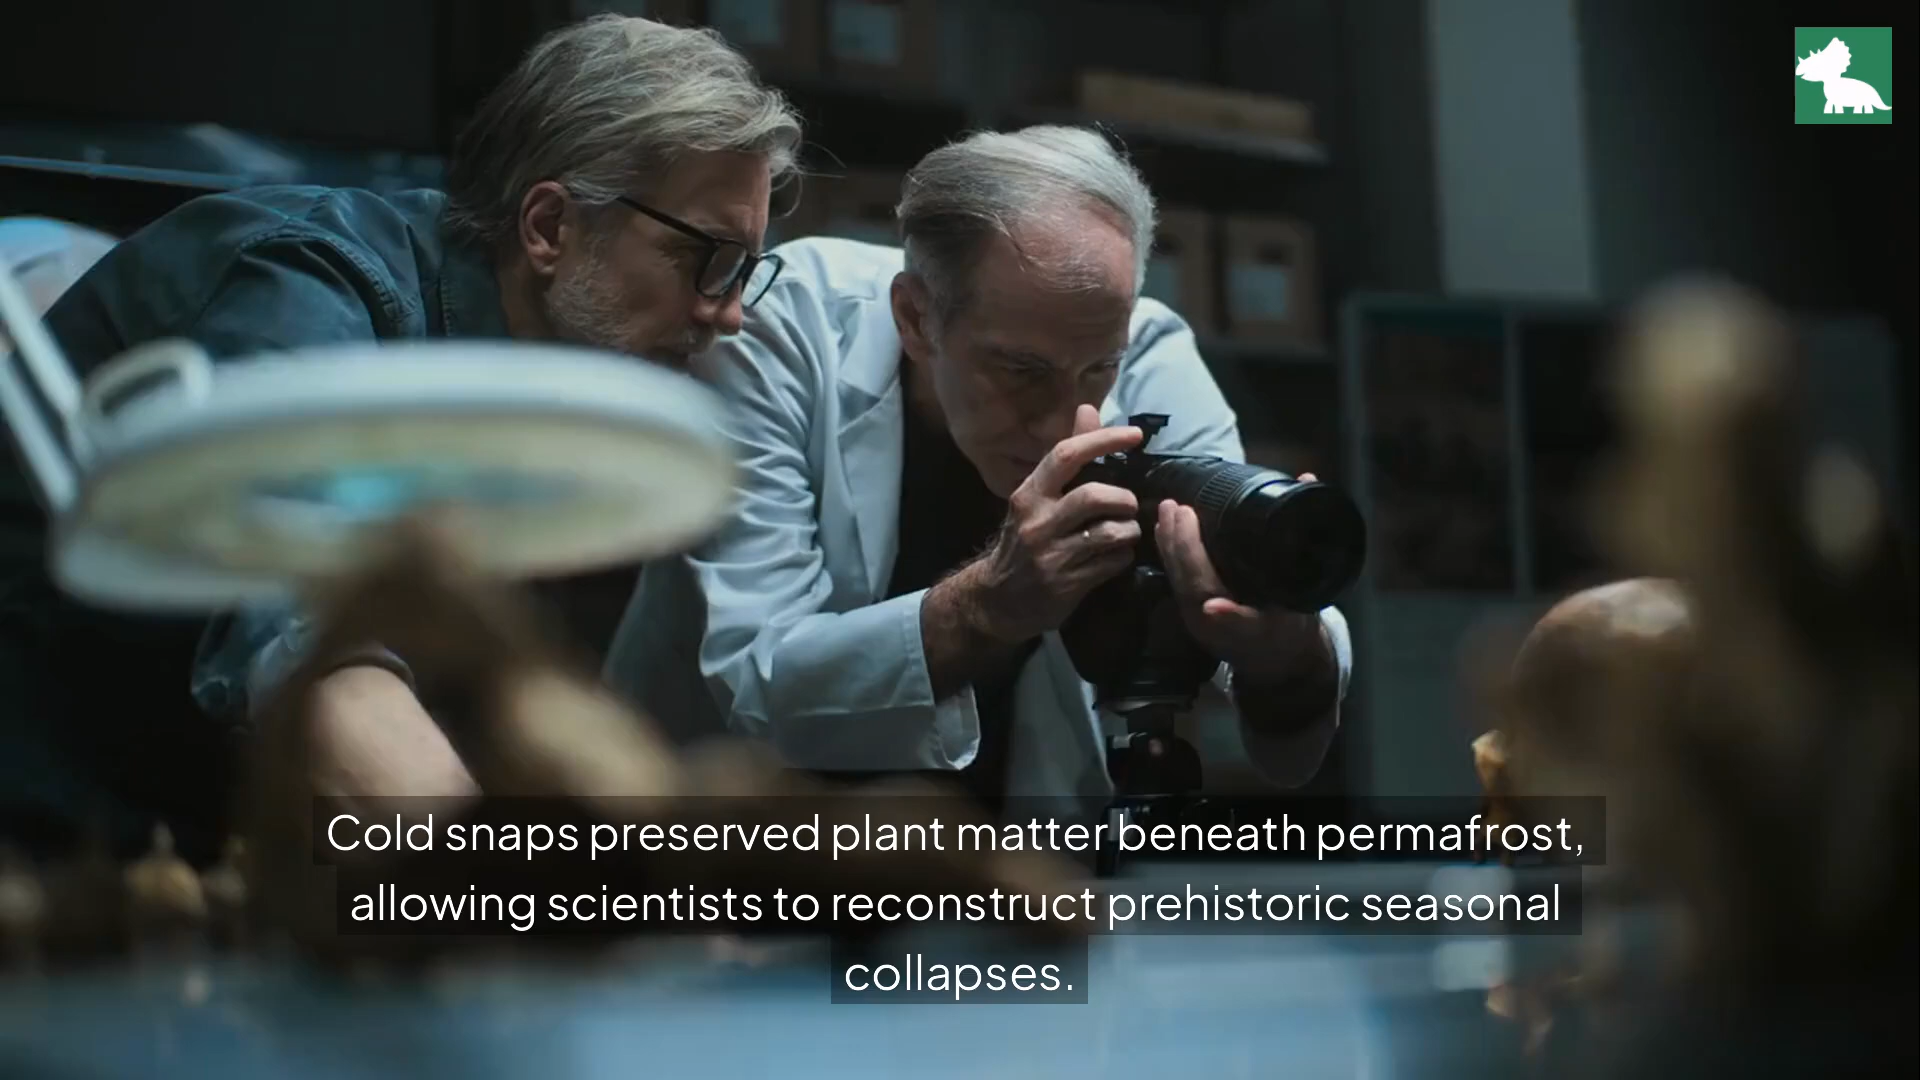 Cold snaps preserved plant matter beneath permafrost,
allowing scientists to reconstruct prehistoric seasonal
collapses.